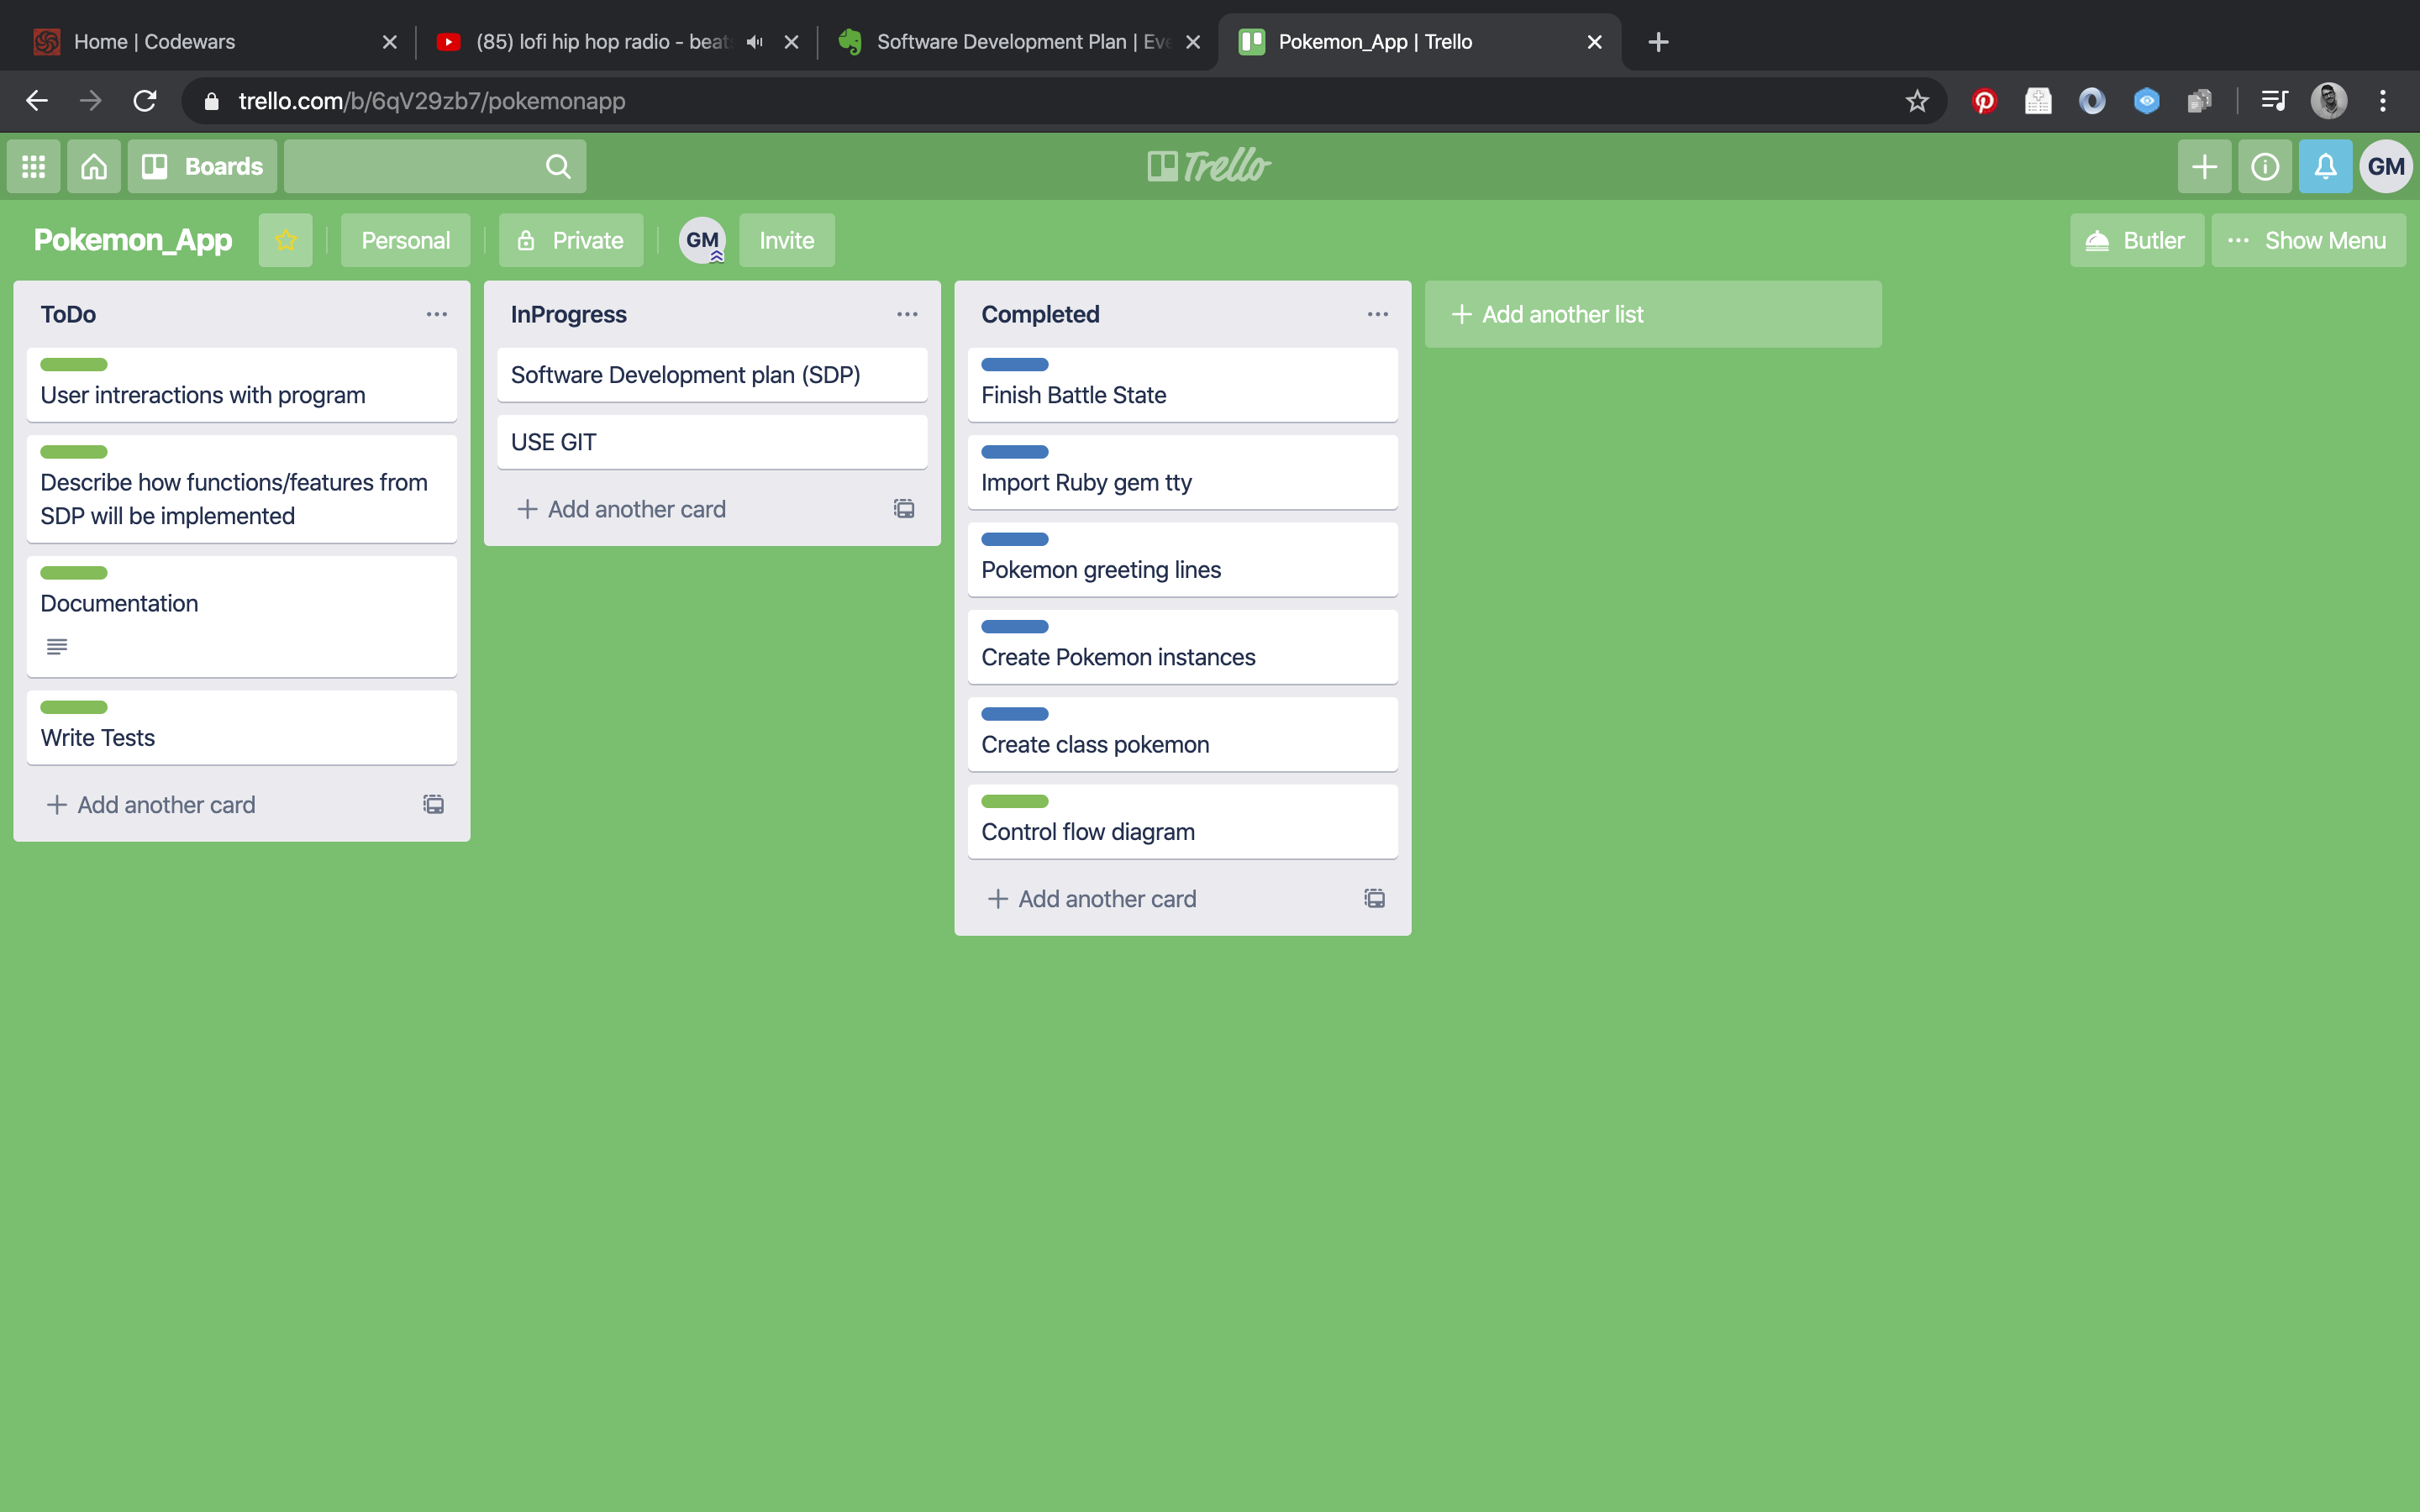 Home | Codewars
(85) lofi hip hop radio - beat
Software Development Plan | Eve
Pokemon_App | Trello
trello.com/b/6qV29zb7/pokemonapp
Boards
Trello
GM
Pokemon_App
Personal
Private
GM
Invite
Butler
Show Menu
ToDo
User intreractions with program
Describe how functions/features from
SDP will be implemented
Documentation
Write Tests
Add another card
InProgress
Software Development plan (SDP)
USE GIT
Add another card
Completed
Finish Battle State
Import Ruby gem tty
Pokemon greeting lines
Create Pokemon instances
Create class pokemon
Control flow diagram
Add another card
Add another list